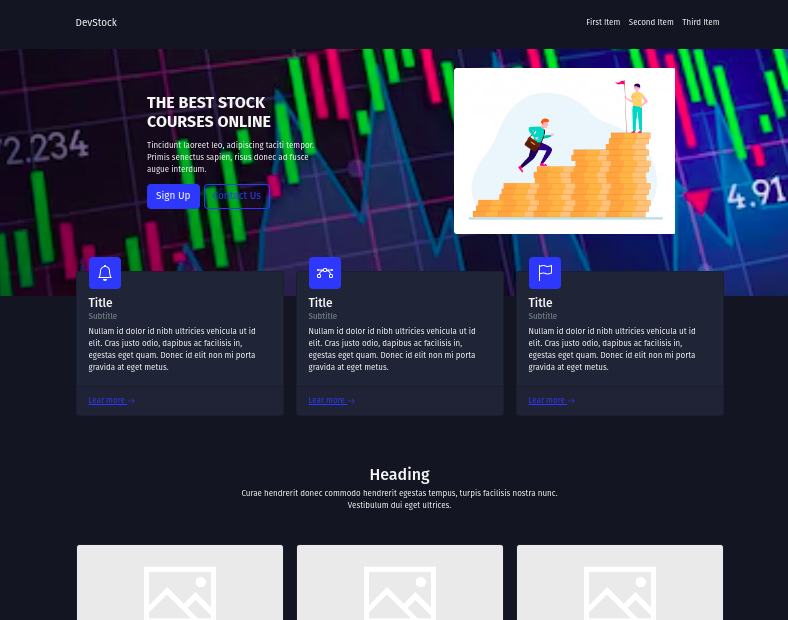 DevStock
First Item Second Item Third Item
72.234
THE BEST STOCK
COURSES ONLINE
Tincidunt laoreet leo, adipiscing taciti tempor.
Primis senectus sapien, risus donec ad fusce
augue interdum.
Sign Up Contact Us
4.91
Title
Subtitle
Nullam id dolor id nibh ultricies vehicula ut id
elit. Cras justo odio, dapibus ac facilisis in,
egestas eget quam. Donec id elit non mi porta
gravida at eget metus.
Lear more →
Title
Subtitle
Nullam id dolor id nibh ultricies vehicula ut id
elit. Cras justo odio, dapibus ac facilisis in,
egestas eget quam. Donec id elit non mi porta
gravida at eget metus.
Lear more →
Title
Subtitle
Nullam id dolor id nibh ultricies vehicula ut id
elit. Cras justo odio, dapibus ac facilisis in,
egestas eget quam. Donec id elit non mi porta
gravida at eget metus.
Lear more →
Heading
Curae hendrerit donec commodo hendrerit egestas tempus, turpis facilisis nostra nunc.
Vestibulum dui eget ultrices.